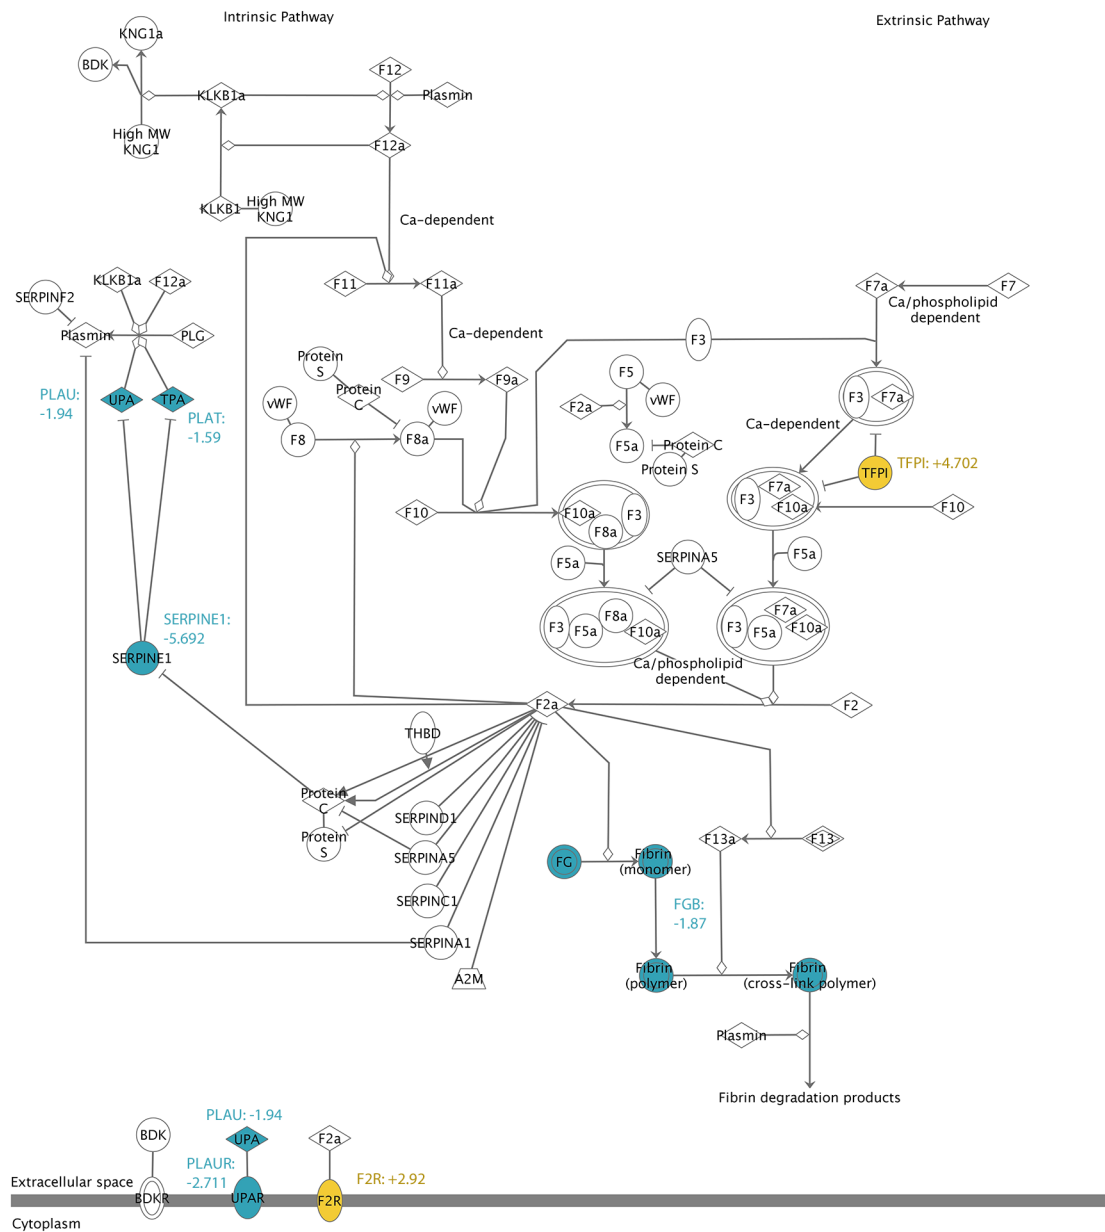 Intrinsic Pathway
Extrinsic Pathway
KNG1a
BDK
F12
KLKB1a
Plasmin
High MW
KNG1
F12a
KLKB1
High MW
KNG1
Ca-dependent
KLKB1a
F12a
F11
F11a
F7a
F7
SERPINF2
Ca/phospholipid
dependent
Plasmin
PLG
Ca-dependent
F3
Protein
S
F5
PLAU:
-1.94
UPA
TPA
F9
F9a
Protein
C
F3
F7a
vWF
vWF
F2a
vWF
PLAT:
-1.59
Ca-dependent
F8
F8a
F5a
Protein C
Protein S
TFPI
TFPI: +4.702
F7a
F3
F10a
F10
F10
F10a
F3
F8a
F5a
SERPINA5
F5a
SERPINE1:
-5.692
F8a
F3
F5a
F10a
F7a
F3
F5a
F10a
SERPINE1
Ca/phospholipid
dependent
F2a
F2
THBD
Protein
C
SERPIND1
Protein
S
F13a
F13
SERPINA5
FG
Fibrin
(monomer)
SERPINC1
FGB:
-1.87
SERPINA1
A2M
Fibrin
(polymer)
Fibrin
(cross-link polymer)
Plasmin
Fibrin degradation products
PLAU: -1.94
BDK
UPA
F2a
PLAUR:
-2.711
F2R: +2.92
Extracellular space
BDKR
UPAR
F2R
Cytoplasm